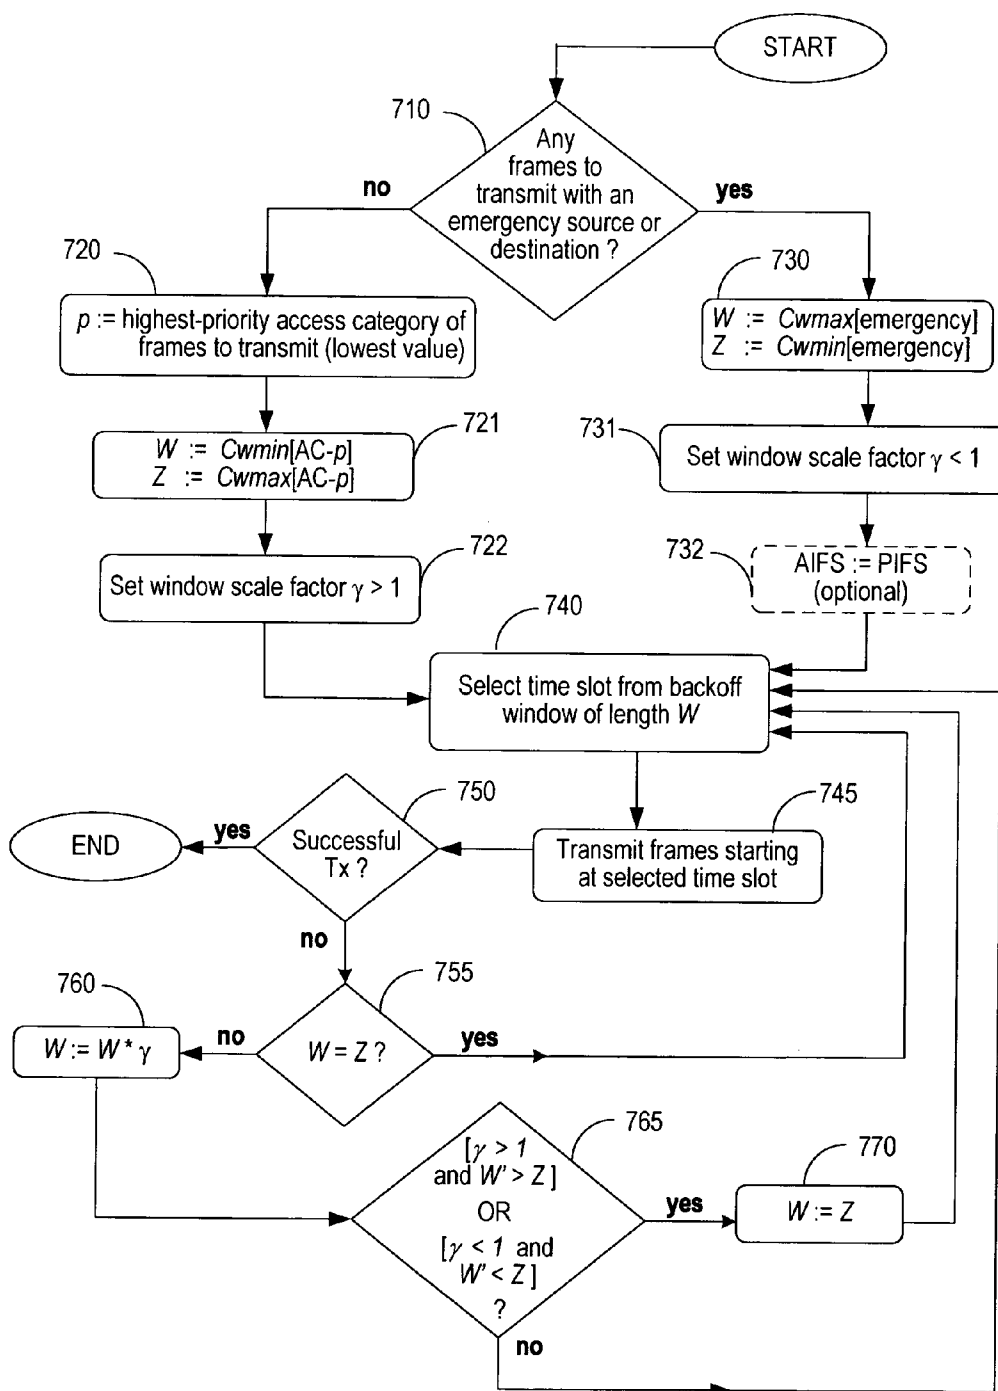 START
710
Any
frames to
transmit with an
emergency source or
destination ?
no
yes
720
p := highest-priority access category of
frames to transmit (lowest value)
730
W := Cwmax[emergency]
Z := Cwmin[emergency]
721
W := Cwmin[AC-p]
Z := Cwmax[AC-p]
731
Set window scale factor γ < 1
722
Set window scale factor γ > 1
732
AIFS := PIFS
(optional)
740
Select time slot from backoff
window of length W
750
Successful
Tx ?
yes
END
no
745
Transmit frames starting
at selected time slot
755
W = Z ?
no
yes
760
W := W * γ
765
[γ > 1
and W' > Z ]
OR
[γ < 1 and
W' < Z ]
?
yes
no
770
W := Z